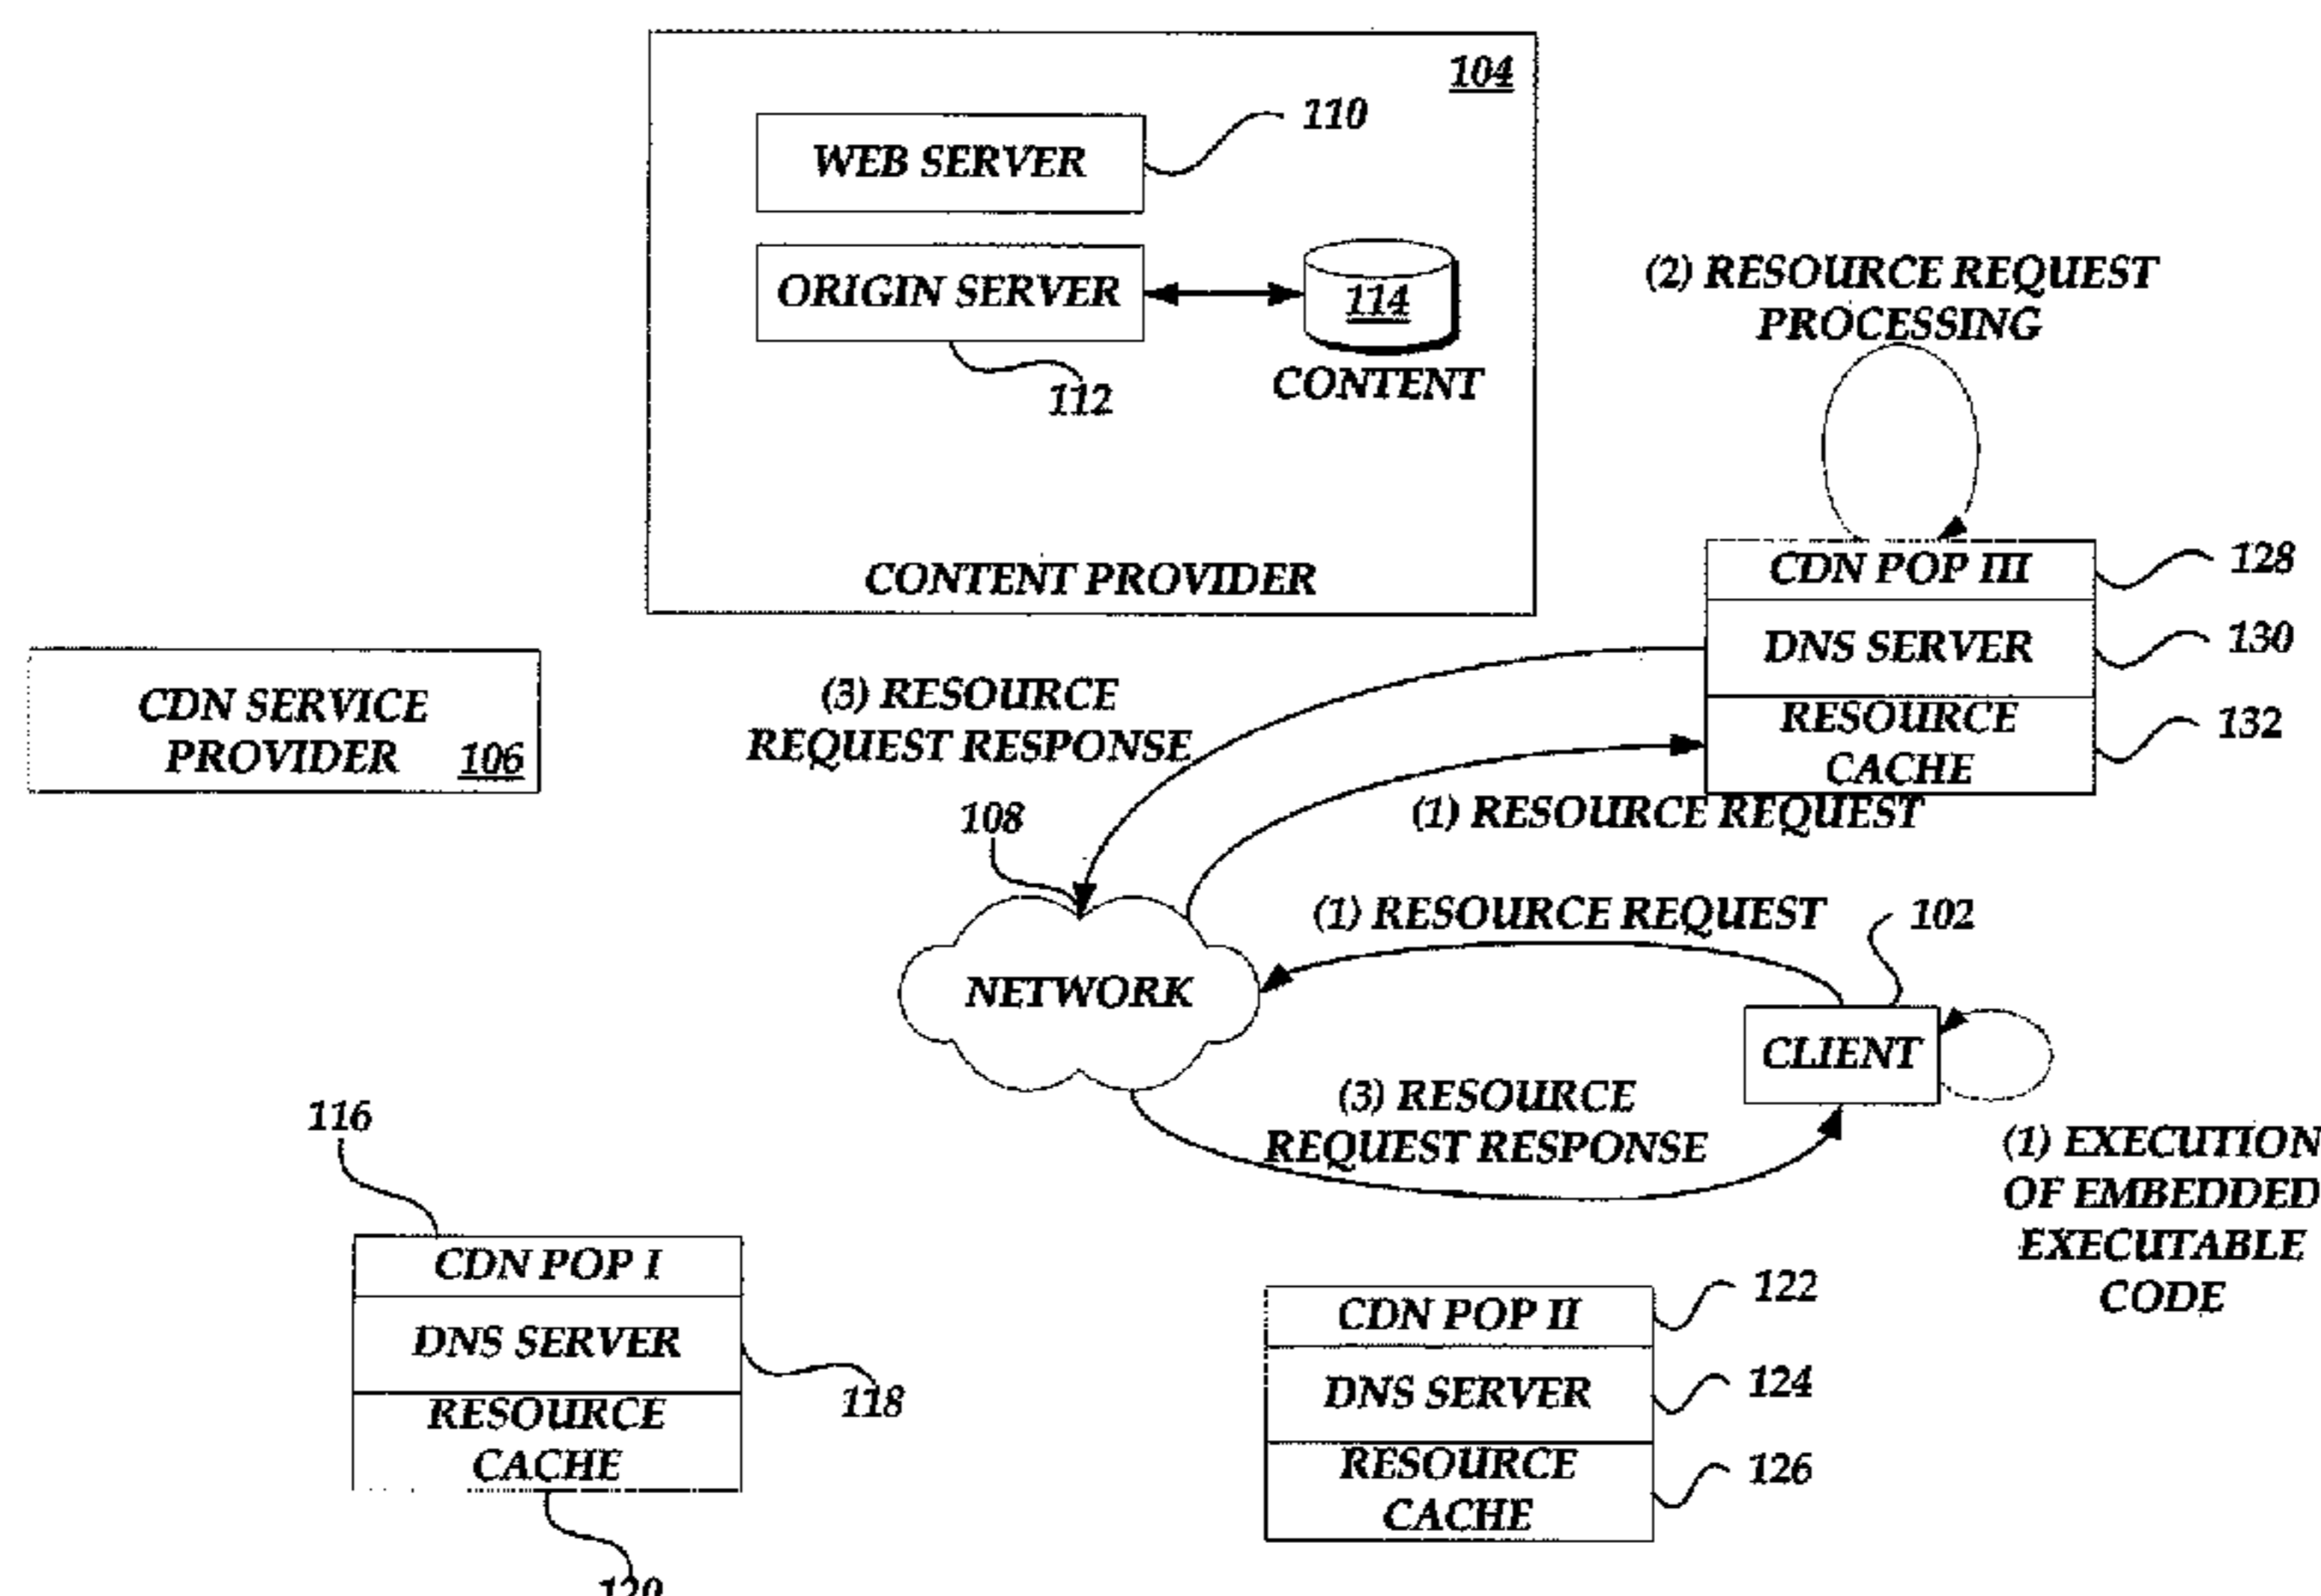 104
110
WEB SERVER
ORIGIN SERVER
114
112
CONTENT
CONTENT PROVIDER
(2) RESOURCE REQUEST
PROCESSING
CDN POP III
128
DNS SERVER
130
RESOURCE
CACHE
132
CDN SERVICE
PROVIDER
106
(3) RESOURCE
REQUEST RESPONSE
(1) RESOURCE REQUEST
108
NETWORK
(1) RESOURCE REQUEST
102
CLIENT
(3) RESOURCE
REQUEST RESPONSE
(1) EXECUTION
OF EMBEDDED
EXECUTABLE
CODE
116
CDN POP I
DNS SERVER
118
RESOURCE
CACHE
120
CDN POP II
122
DNS SERVER
124
RESOURCE
CACHE
126